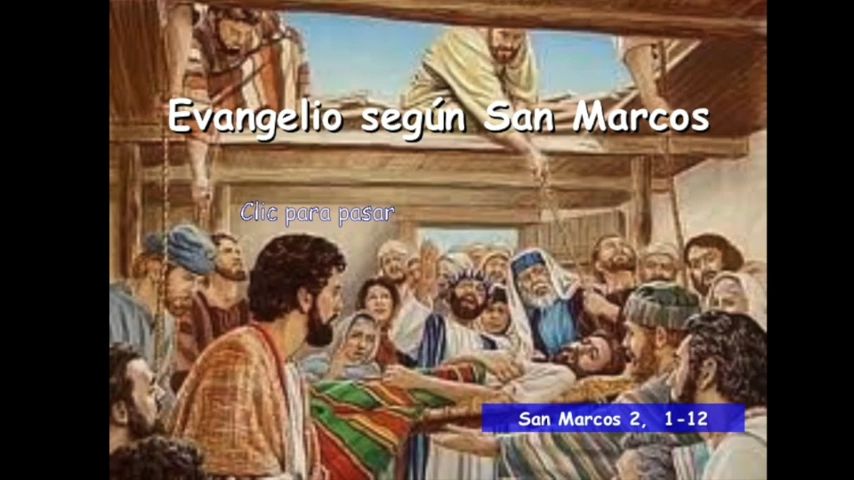 Evangelio según San Marcos
Clic para pasar
San Marcos 2, 1-12